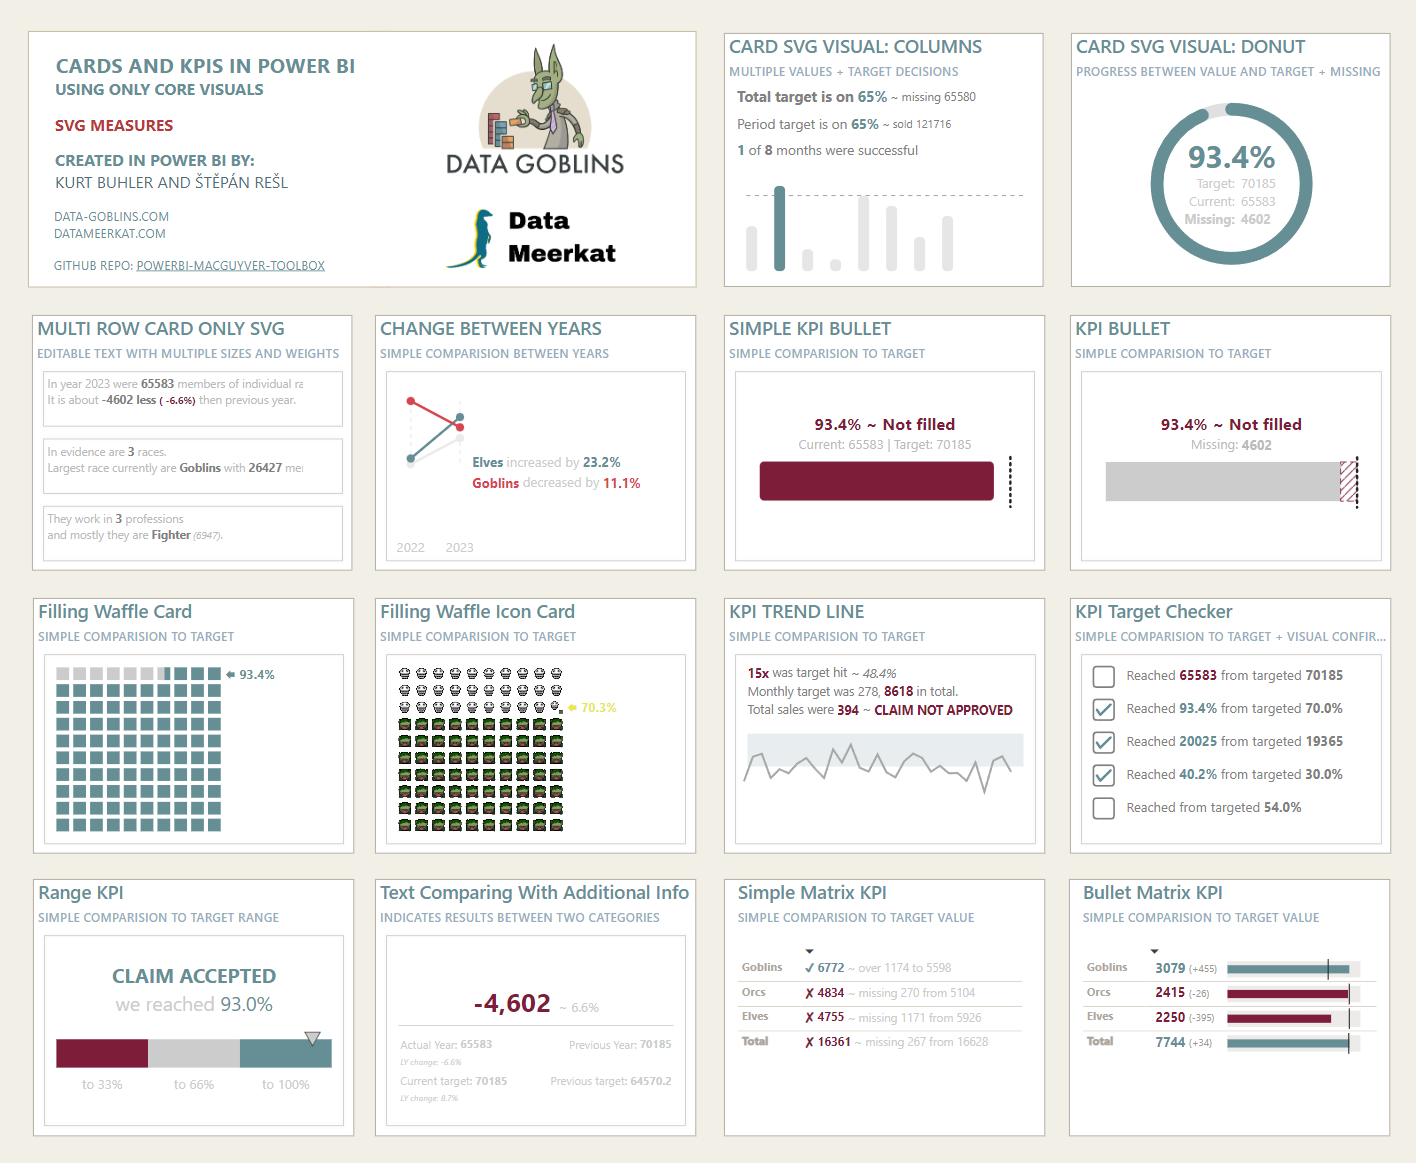 CARDS AND KPIS IN POWER BI
USING ONLY CORE VISUALS
SVG MEASURES
CREATED IN POWER BI BY:
KURT BUHLER AND ŠTĚPÁN REŠL
DATA-GOBLINS.COM
DATAMEERKAT.COM
GITHUB REPO: POWERBI-MACGUYVER-TOOLBOX
DATA GOBLINS
Data
Meerkat
CARD SVG VISUAL: COLUMNS
MULTIPLE VALUES + TARGET DECISIONS
Total target is on 65% ~ missing 65580
Period target is on 65% ~ sold 121716
1 of 8 months were successful
CARD SVG VISUAL: DONUT
PROGRESS BETWEEN VALUE AND TARGET + MISSING
93.4%
Target: 70185
Current: 65583
Missing: 4602
MULTI ROW CARD ONLY SVG
EDITABLE TEXT WITH MULTIPLE SIZES AND WEIGHTS
In year 2023 were 65583 members of individual ra
It is about -4602 less ( -6.6%) then previous year.
In evidence are 3 races.
Largest race currently are Goblins with 26427 mei
They work in 3 professions
and mostly they are Fighter (6947).
CHANGE BETWEEN YEARS
SIMPLE COMPARISION BETWEEN YEARS
Elves increased by 23.2%
Goblins decreased by 11.1%
2022 2023
SIMPLE KPI BULLET
SIMPLE COMPARISION TO TARGET
93.4% ~ Not filled
Current: 65583 | Target: 70185
KPI BULLET
SIMPLE COMPARISION TO TARGET
93.4% ~ Not filled
Missing: 4602
Filling Waffle Card
SIMPLE COMPARISION TO TARGET
93.4%
Filling Waffle Icon Card
SIMPLE COMPARISION TO TARGET
70.3%
KPI TREND LINE
SIMPLE COMPARISION TO TARGET
15x was target hit ~ 48.4%
Monthly target was 278, 8618 in total.
Total sales were 394 ~ CLAIM NOT APPROVED
KPI Target Checker
SIMPLE COMPARISION TO TARGET + VISUAL CONFIR...
Reached 65583 from targeted 70185
Reached 93.4% from targeted 70.0%
Reached 20025 from targeted 19365
Reached 40.2% from targeted 30.0%
Reached from targeted 54.0%
Range KPI
SIMPLE COMPARISION TO TARGET RANGE
CLAIM ACCEPTED
we reached 93.0%
to 33% to 66% to 100%
Text Comparing With Additional Info
INDICATES RESULTS BETWEEN TWO CATEGORIES
-4,602 ~ 6.6%
Actual Year: 65583 Previous Year: 70185
LY change: -6.6%
Current target: 70185 Previous target: 64570.2
LY change: 8.7%
Simple Matrix KPI
SIMPLE COMPARISION TO TARGET VALUE
Goblins ✓ 6772 ~ over 1174 to 5598
Orcs ✗ 4834 ~ missing 270 from 5104
Elves ✗ 4755 ~ missing 1171 from 5926
Total ✗ 16361 ~ missing 267 from 16628
Bullet Matrix KPI
SIMPLE COMPARISION TO TARGET VALUE
Goblins 3079 (+455)
Orcs 2415 (-26)
Elves 2250 (-395)
Total 7744 (+34)